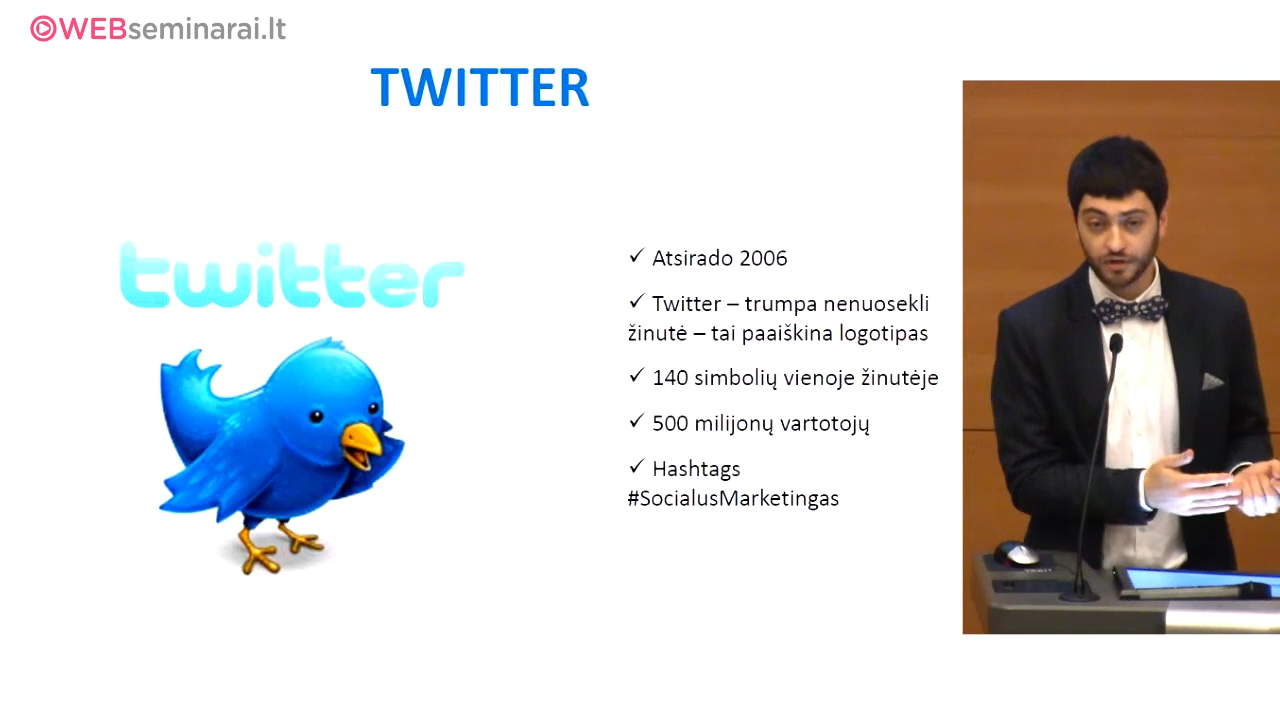 WEBseminarai.lt
TWITTER
twitter
✓ Atsirado 2006
✓ Twitter – trumpa nenuosekli
žinutė – tai paaiškina logotipas
✓ 140 simbolių vienoje žinutėje
✓ 500 milijonų vartotojų
✓ Hashtags
#SocialusMarketingas